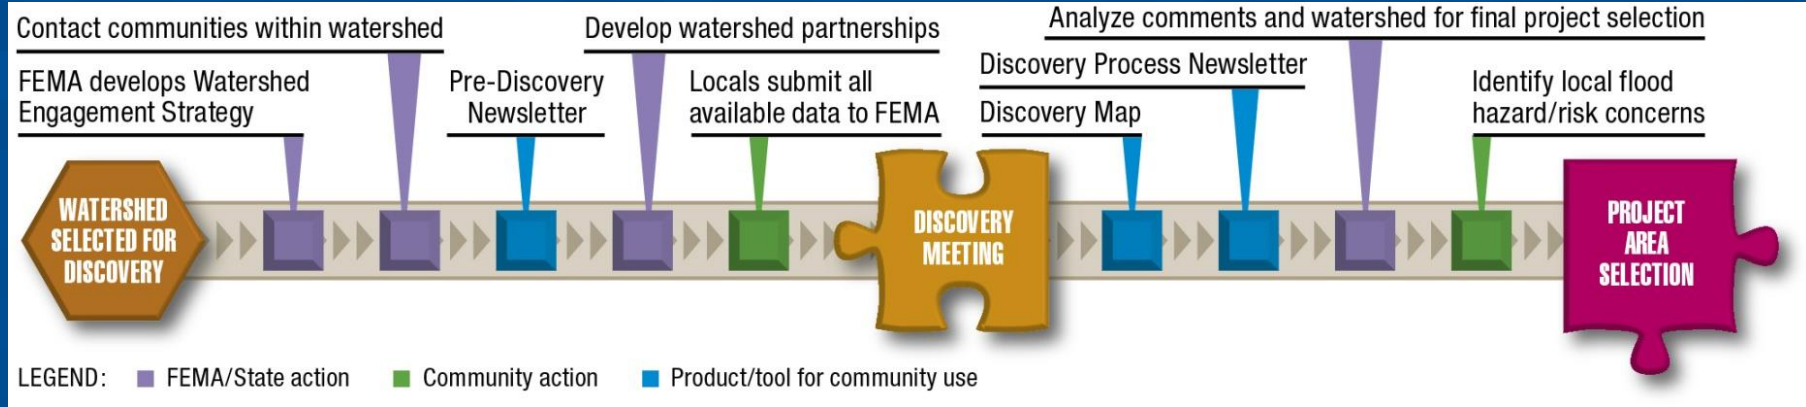 Contact communities within watershed
FEMA develops Watershed
Engagement Strategy
Pre-Discovery
Newsletter
Develop watershed partnerships
Locals submit all
available data to FEMA
Analyze comments and watershed for final project selection
Discovery Process Newsletter
Discovery Map
Identify local flood
hazard/risk concerns
WATERSHED
SELECTED FOR
DISCOVERY
DISCOVERY
MEETING
PROJECT
AREA
SELECTION
LEGEND: FEMA/State action Community action Product/tool for community use